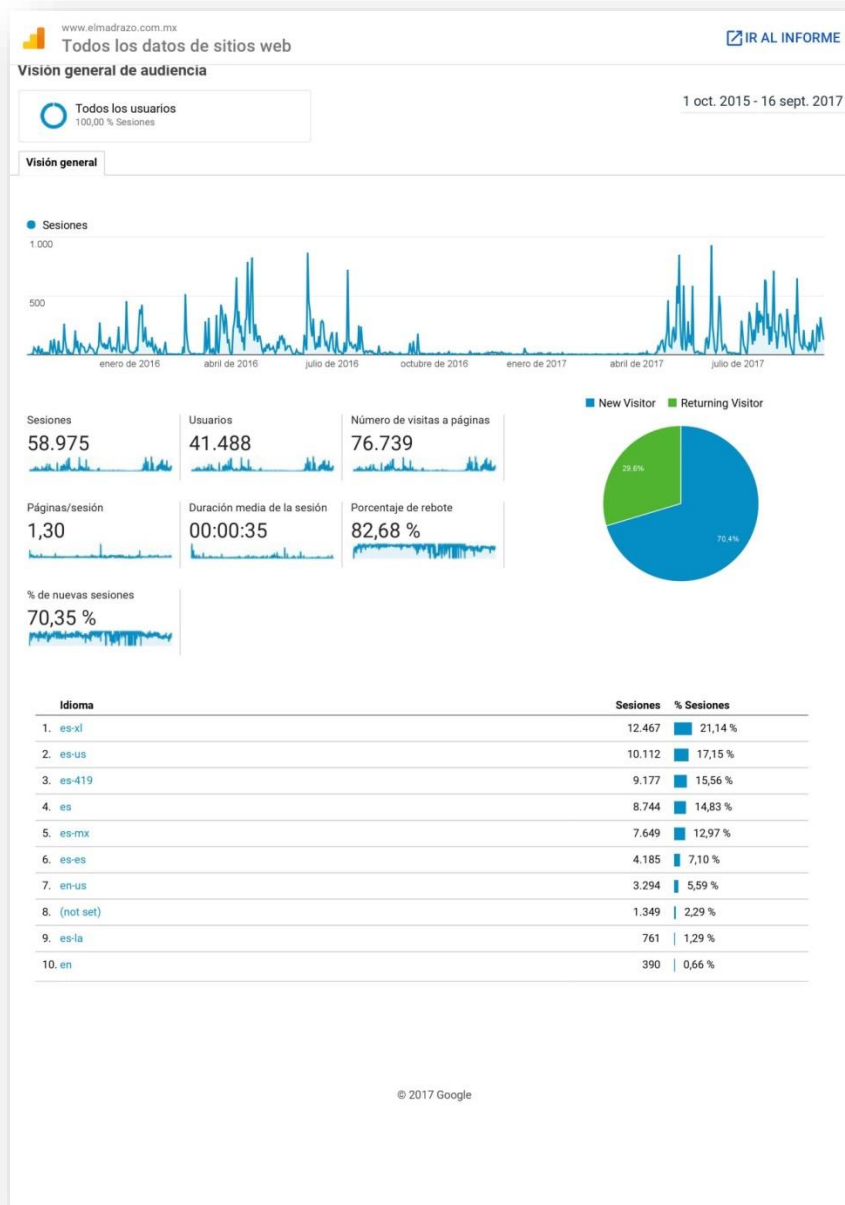 www.elmadrazo.com.mx
Todos los datos de sitios web
IR AL INFORME
Visión general de audiencia
Todos los usuarios
100,00 % Sesiones
1 oct. 2015 - 16 sept. 2017
Visión general
Sesiones
1.000
500
enero de 2016 abril de 2016 julio de 2016 octubre de 2016 enero de 2017 abril de 2017 julio de 2017
New Visitor Returning Visitor
Sesiones Usuarios Número de visitas a páginas
58.975 41.488 76.739
29,6%
70,4%
Páginas/sesión Duración media de la sesión Porcentaje de rebote
1,30 00:00:35 82,68 %
% de nuevas sesiones
70,35 %
Idioma Sesiones % Sesiones
1. es-xl 12.467 21,14 %
2. es-us 10.112 17,15 %
3. es-419 9.177 15,56 %
4. es 8.744 14,83 %
5. es-mx 7.649 12,97 %
6. es-es 4.185 7,10 %
7. en-us 3.294 5,59 %
8. (not set) 1.349 2,29 %
9. es-la 761 1,29 %
10. en 390 0,66 %
© 2017 Google